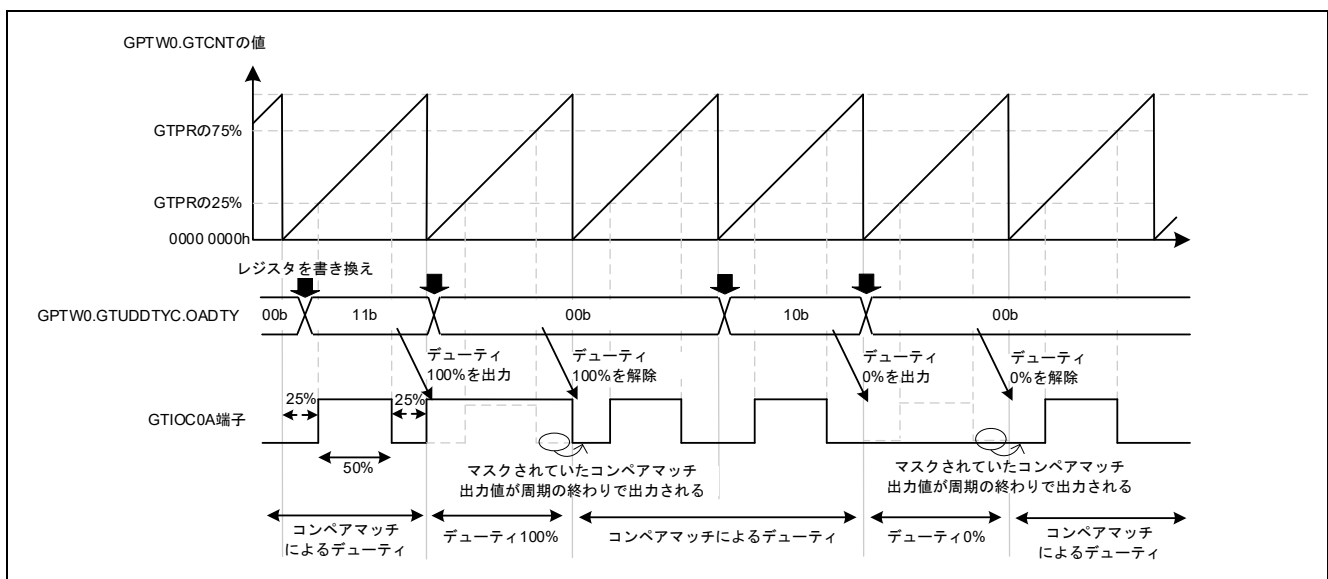 GPTW0.GTCNTの値
GTPRの75%
GTPRの25%
0000 0000h
レジスタを書き換え
GPTW0.GTUDDTYC.OADTY
00b
11b
00b
10b
00b
デューティ
100%を出力
デューティ
100%を解除
デューティ
0%を出力
デューティ
0%を解除
GTIOC0A端子
25%
25%
50%
マスクされていたコンペアマッチ
出力値が周期の終わりで出力される
マスクされていたコンペアマッチ
出力値が周期の終わりで出力される
コンペアマッチ
によるデューティ
デューティ100%
コンペアマッチによるデューティ
デューティ0%
コンペアマッチ
によるデューティ